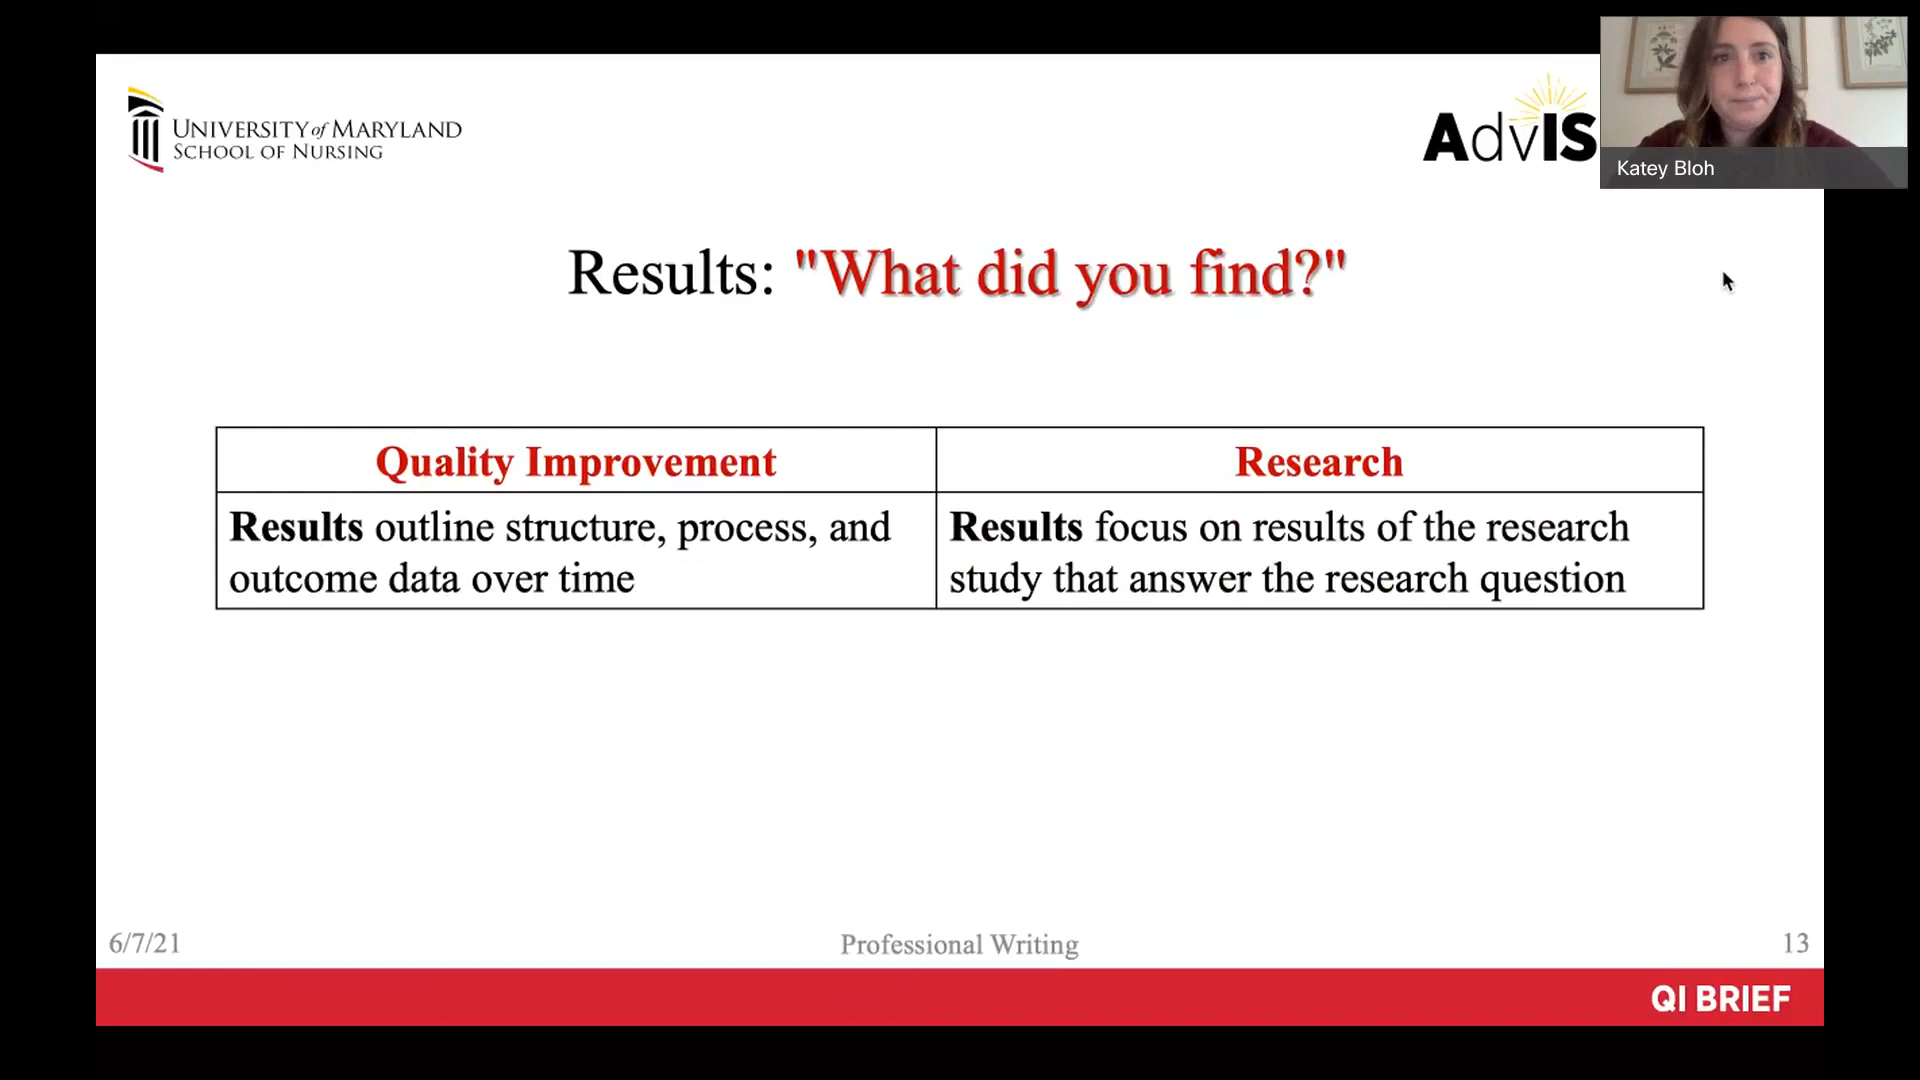 UNIVERSITY of MARYLAND
SCHOOL OF NURSING
AdvIS
Katey Bloh
Results: "What did you find?"
Quality Improvement
Research
Results outline structure, process, and
outcome data over time
Results focus on results of the research
study that answer the research question
6/7/21
Professional Writing
13
QI BRIEF